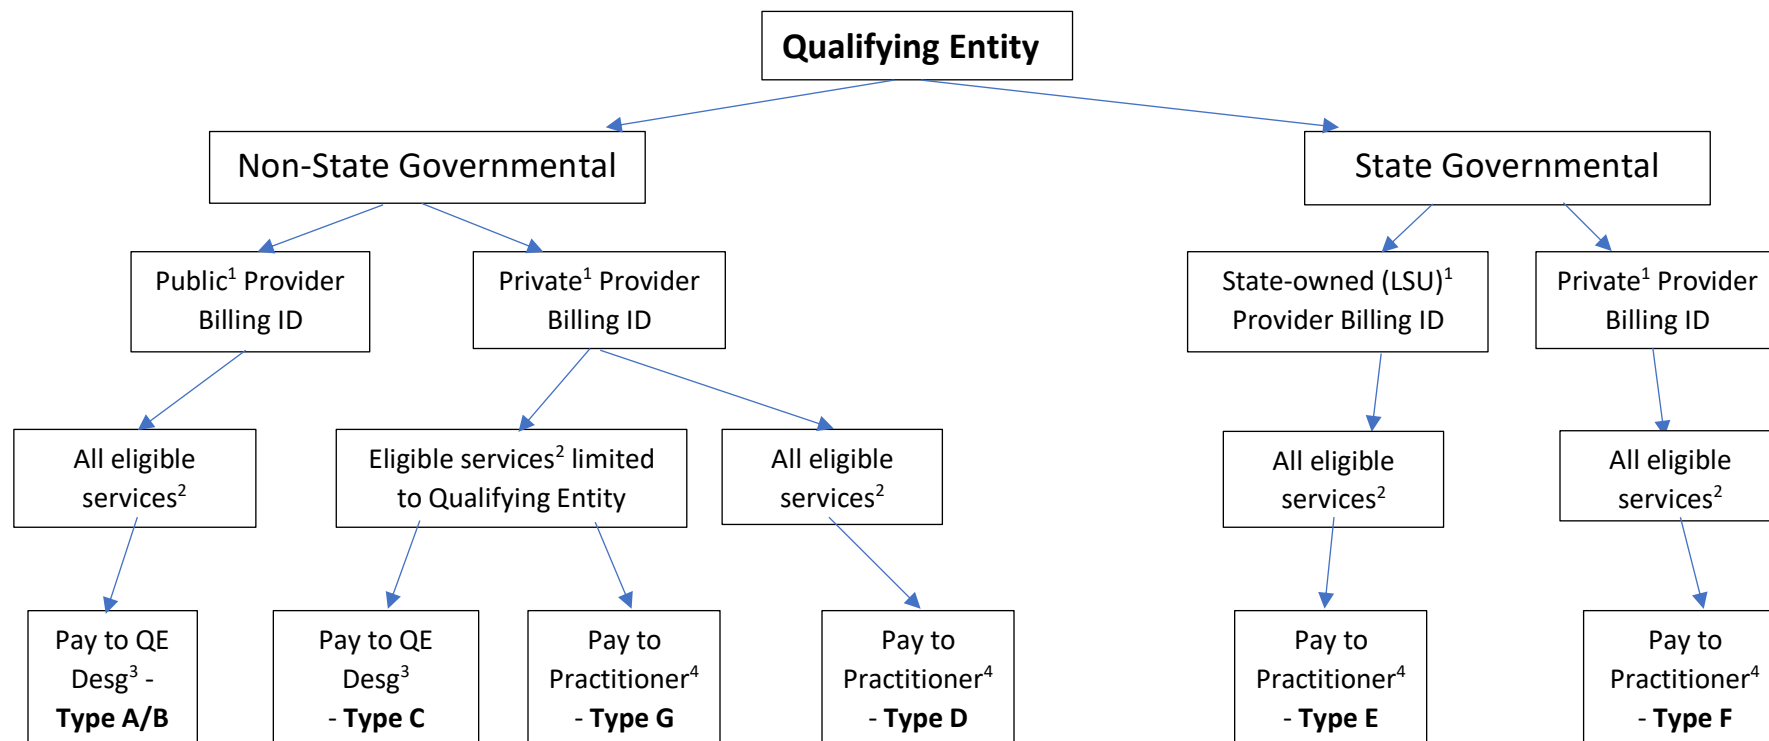 Qualifying Entity
Non-State Governmental
State Governmental
Public¹ Provider
Billing ID
Private¹ Provider
Billing ID
State-owned (LSU)¹
Provider Billing ID
Private¹ Provider
Billing ID
All eligible
services²
Eligible services² limited
to Qualifying Entity
All eligible
services²
All eligible
services²
All eligible
services²
Pay to QE
Desg³ -
Type A/B
Pay to QE
Desg³
- Type C
Pay to
Practitioner⁴
- Type G
Pay to
Practitioner⁴
- Type D
Pay to
Practitioner⁴
- Type E
Pay to
Practitioner⁴
- Type F